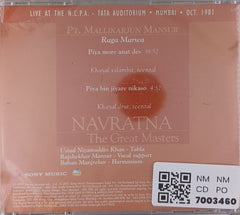 LIVE AT THE N.C.P.A. - TATA AUDITORIUM • MUMBAI • OCT. 1981
PT. MALLIKARJUN MANSUR
Raga Marwa
Piya more anat des
Khayal vilambit, teental
Piya bin jiyare nikaso
Khayal drut, teental
NAVRATNA
The Great Masters
Ustad Nizamuddin Khan - Tabla
Rajshekhar Mansur - Vocal support
Baban Manjrekar - Harmonium
SONY MUSIC
NM NM
CD PO
7003460